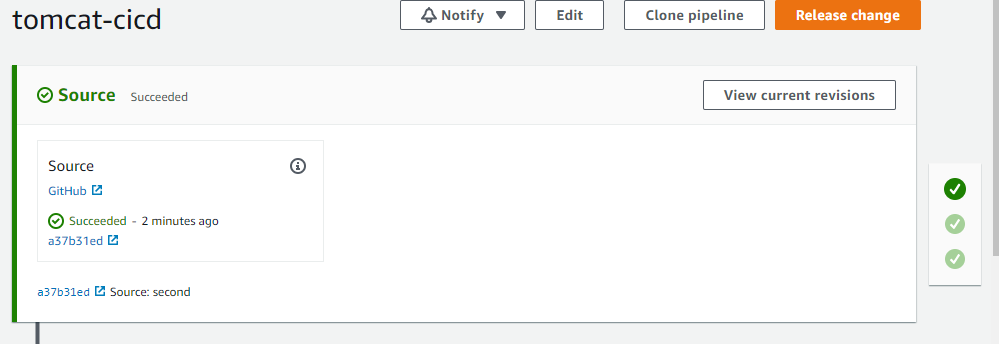 tomcat-cicd
Notify
Edit
Clone pipeline
Release change
Source Succeeded
View current revisions
Source
GitHub
Succeeded - 2 minutes ago
a37b31ed
a37b31ed Source: second